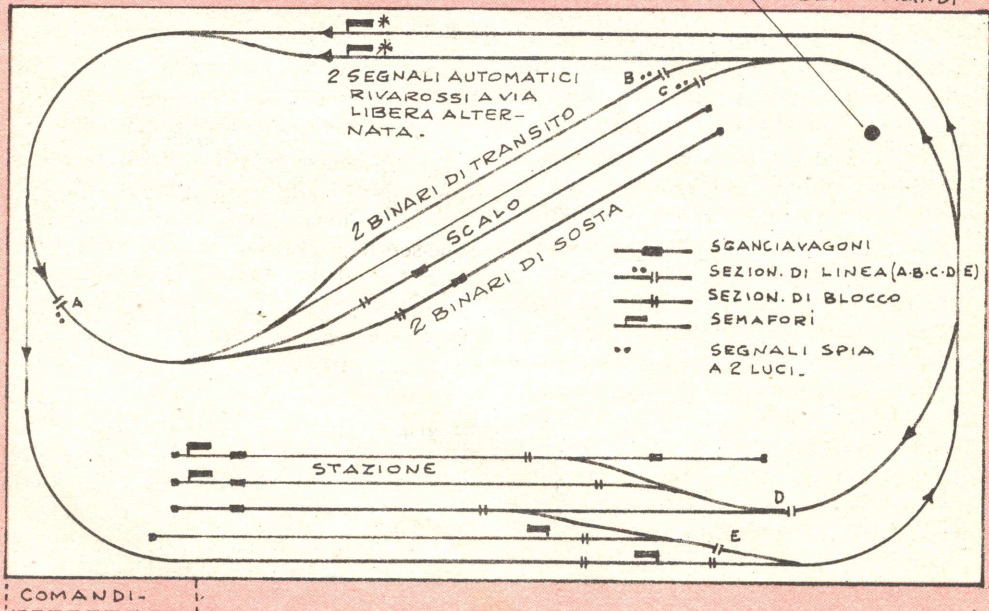 COMANDI
*
*
2 SEGNALI AUTOMATICI
RIVAROSSI A VIA
LIBERA ALTER-
NATA.
B
C
2 BINARI DI TRANSITO
SCALO
2 BINARI DI SOSTA
A
SGANCIAVAGONI
SEZION. DI LINEA (A.B.C.D E)
SEZION. DI BLOCCO
SEMAFORI
SEGNALI SPIA
A 2 LUCI.
STAZIONE
D
E
COMANDI-